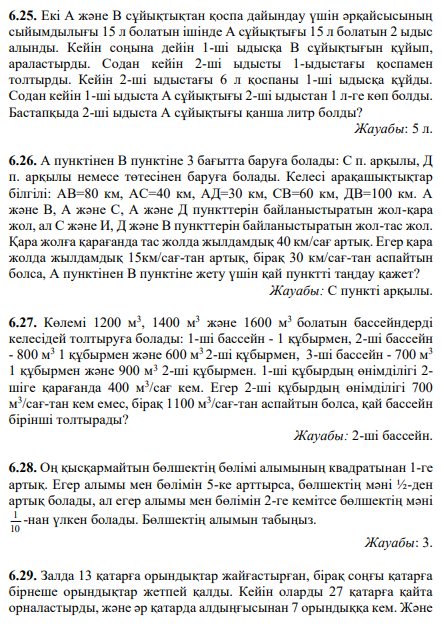 6.25. Екі А және В сұйықтықтан қоспа дайындау үшін әрқайсысының
сыйымдылығы 15 л болатын ішінде А сұйықтығы 15 л болатын 2 ыдыс
алынды. Кейін соңына дейін 1-ші ыдысқа В сұйықтығын құйып,
араластырды. Содан кейін 2-ші ыдысты 1-ыдыстағы қоспамен
толтырды. Кейін 2-ші ыдыстағы 6 л қоспаны 1-ші ыдысқа құйды.
Содан кейін 1-ші ыдыста А сұйықтығы 2-ші ыдыстан 1 л-ге көп болды.
Бастапқыда 2-ші ыдыста А сұйықтығы қанша литр болды?
Жауабы: 5 л.
6.26. А пунктінен В пунктіне 3 бағытта баруға болады: С п. арқылы, Д
п. арқылы немесе төтесінен баруға болады. Келесі арақашықтықтар
білгілі: АВ=80 км, АС=40 км, АД=30 км, СВ=60 км, ДВ=100 км. А
және В, А және С, А және Д пункттерін байланыстыратын жол-қара
жол, ал С және И, Д және В пункттерін байланыстыратын жол-тас жол.
Қара жолға қарағанда тас жолда жылдамдық 40 км/сағ артық. Егер қара
жолда жылдамдық 15км/сағ-тан артық, бірақ 30 км/сағ-тан аспайтын
болса, А пунктінен В пунктіне жету үшін қай пунктті таңдау қажет?
Жауабы: С пункті арқылы.
6.27. Көлемі 1200 м³, 1400 м³ және 1600 м³ болатын бассейндерді
келесідей толтыруға болады: 1-ші бассейн - 1 құбырмен, 2-ші бассейн
- 800 м³ 1 құбырмен және 600 м³ 2-ші құбырмен, 3-ші бассейн - 700 м³
1 құбырмен және 900 м³ 2-ші құбырмен. 1-ші құбырдың өнімділігі 2-
шіге қарағанда 400 м³/сағ кем. Егер 2-ші құбырдың өнімділігі 700
м³/сағ-тан кем емес, бірақ 1100 м³/сағ-тан аспайтын болса, қай бассейн
бірінші толтырады?
Жауабы: 2-ші бассейн.
6.28. Оң қысқармайтын бөлшектің бөлімі алымының квадратынан 1-ге
артық. Егер алымы мен бөлімін 5-ке арттырса, бөлшектің мәні ½-ден
артық болады, ал егер алымы мен бөлімін 2-ге кемітсе бөлшектің мәні
1/10 -нан үлкен болады. Бөлшектің алымын табыңыз.
Жауабы: 3.
6.29. Залда 13 қатарға орындықтар жайғастырған, бірақ соңғы қатарға
бірнеше орындықтар жетпей қалды. Кейін оларды 27 қатарға қайта
орналастырды, және әр қатарда алдыңғысынан 7 орындыққа кем. Және